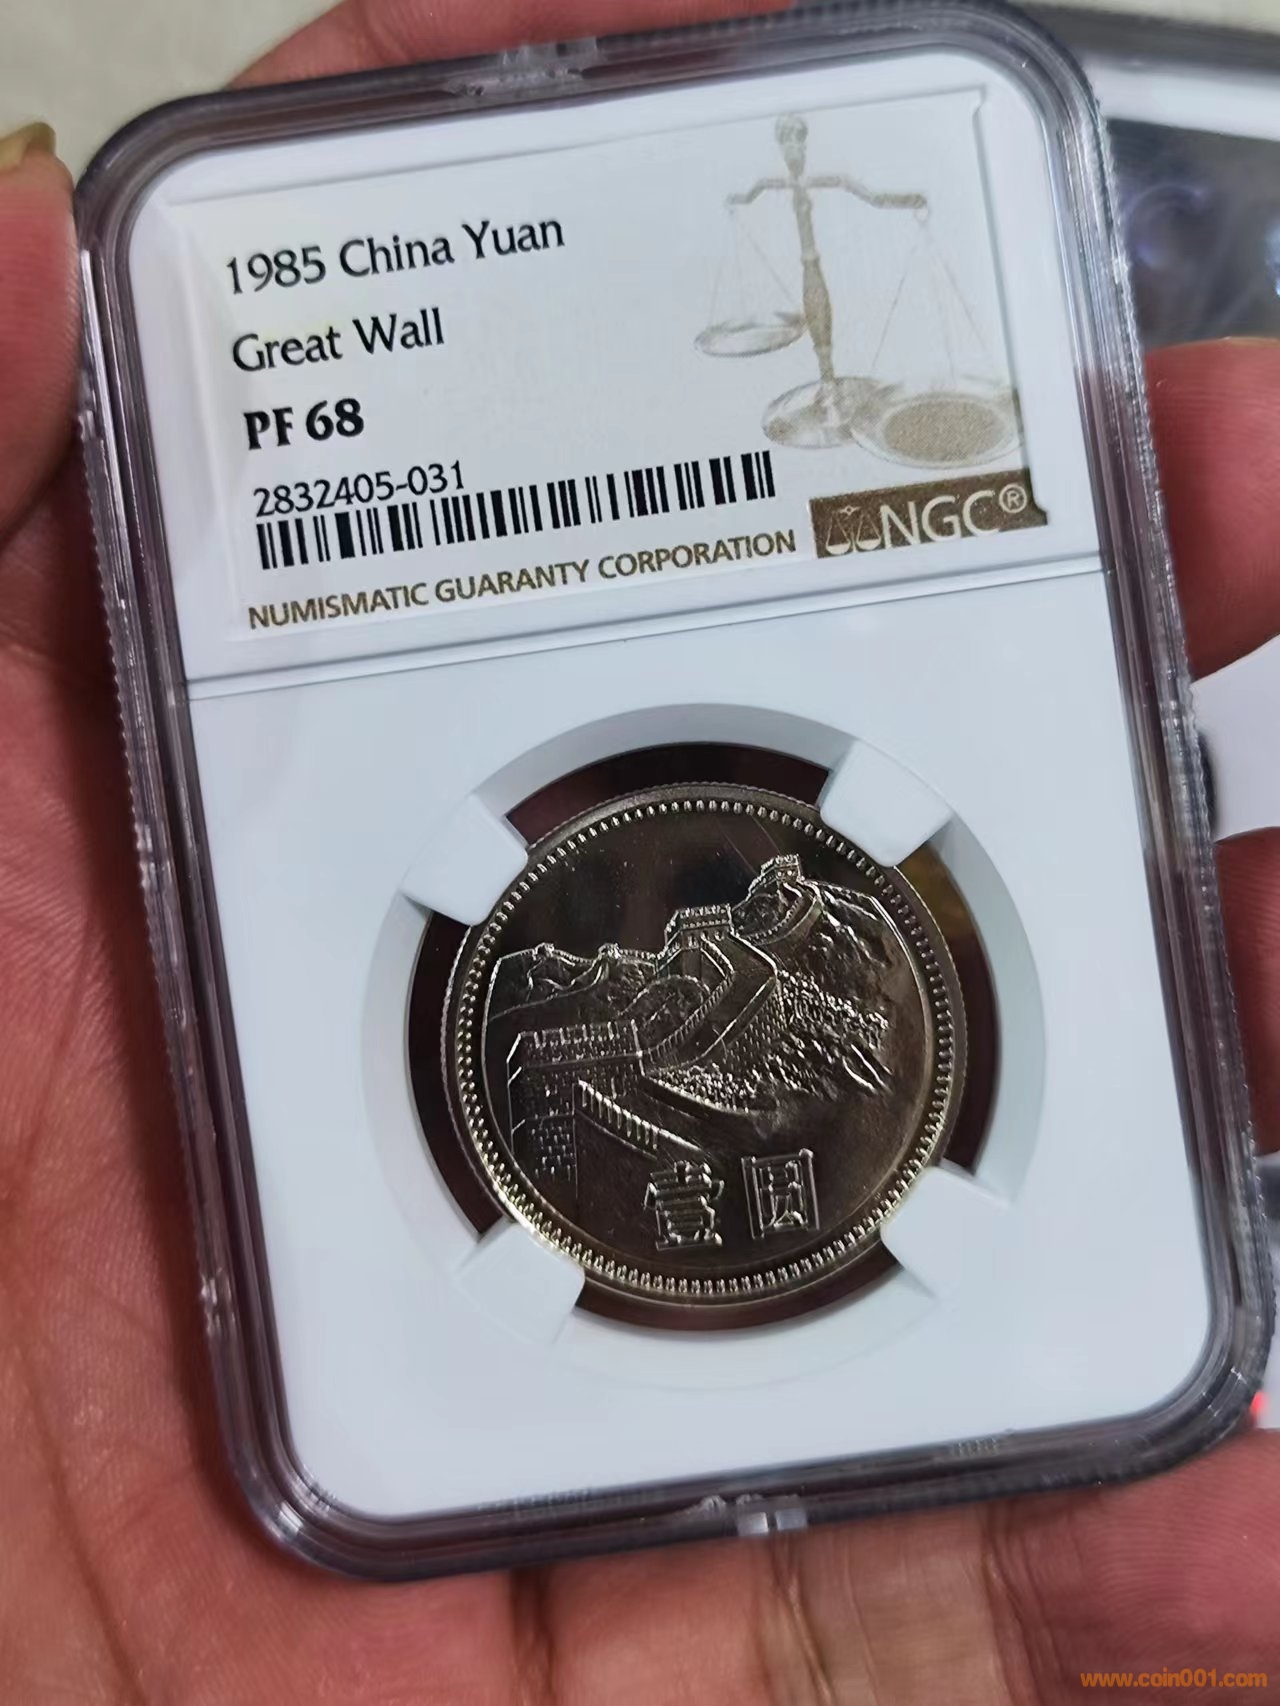 1985 China Yuan
Great Wall
PF 68
2832405-031
NUMISMATIC GUARANTY CORPORATION
NGC®
壹圆
www.coin001.com